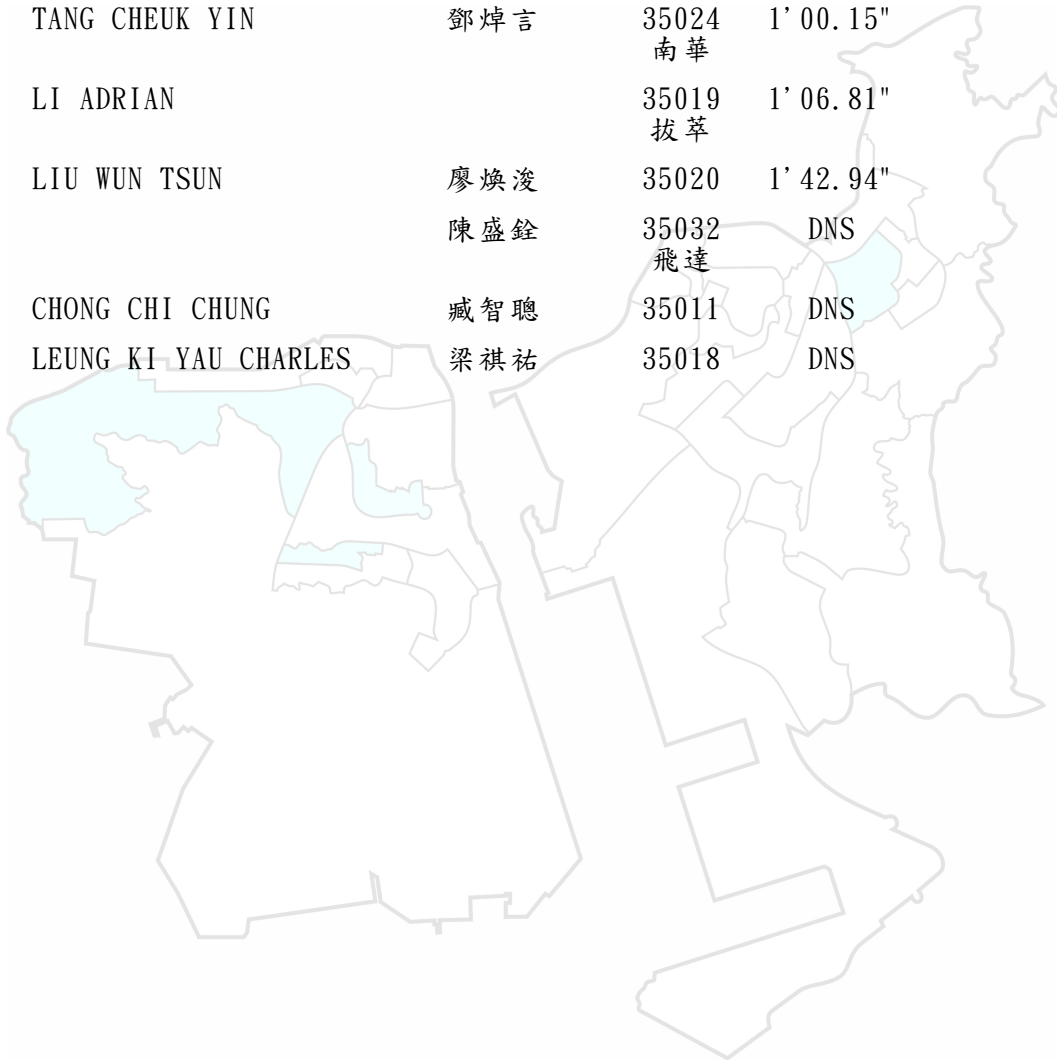 TANG CHEUK YIN 鄧焯言 35024 1'00.15"
南華
LI ADRIAN 35019 1'06.81"
拔萃
LIU WUN TSUN 廖煥浚 35020 1'42.94"
陳盛銓 35032 DNS
飛達
CHONG CHI CHUNG 臧智聰 35011 DNS
LEUNG KI YAU CHARLES 梁祺祐 35018 DNS